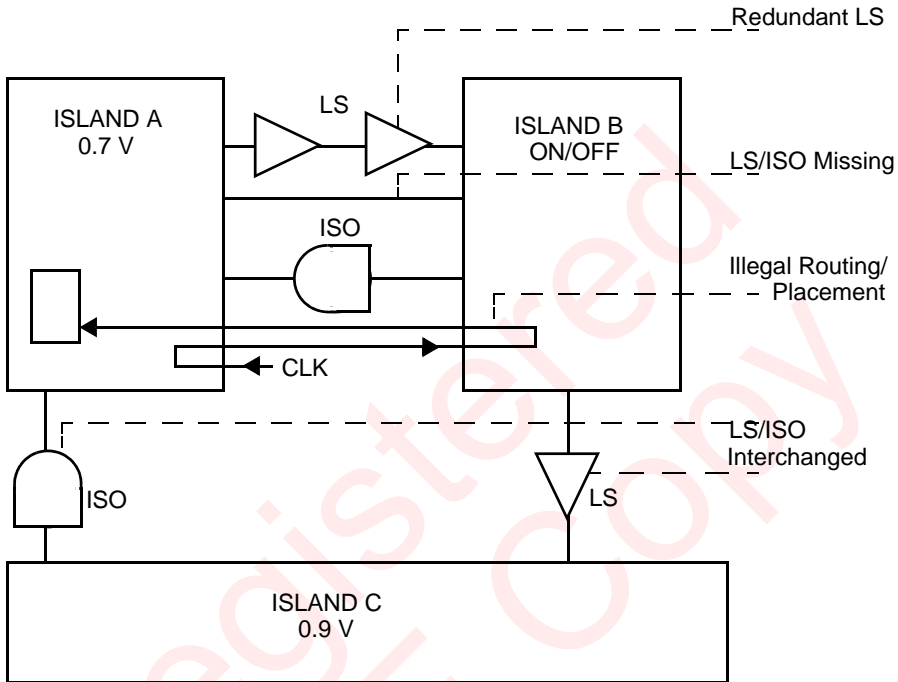 Redundant LS
LS
ISLAND A
0.7 V
ISLAND B
ON/OFF
LS/ISO Missing
ISO
Illegal Routing/
Placement
CLK
LS/ISO
Interchanged
ISO
LS
ISLAND C
0.9 V
egistered
Copy